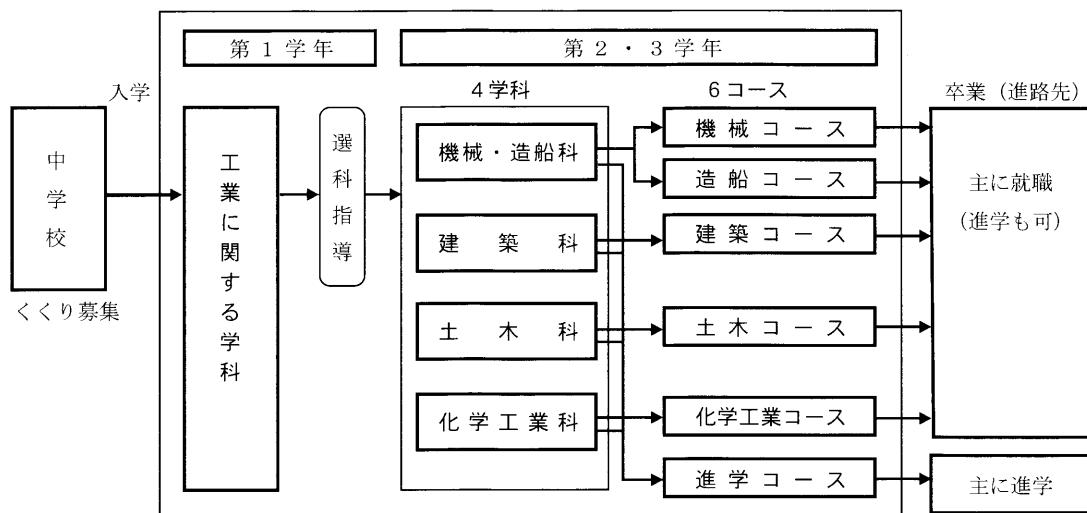 第１学年
第２・３学年
入学
4学科
6コース
卒業（進路先）
中学校
くくり募集
工業に関する学科
選科指導
機械・造船科
建築科
土木科
化学工業科
機械コース
造船コース
建築コース
土木コース
化学工業コース
進学コース
主に就職
（進学も可）
主に進学